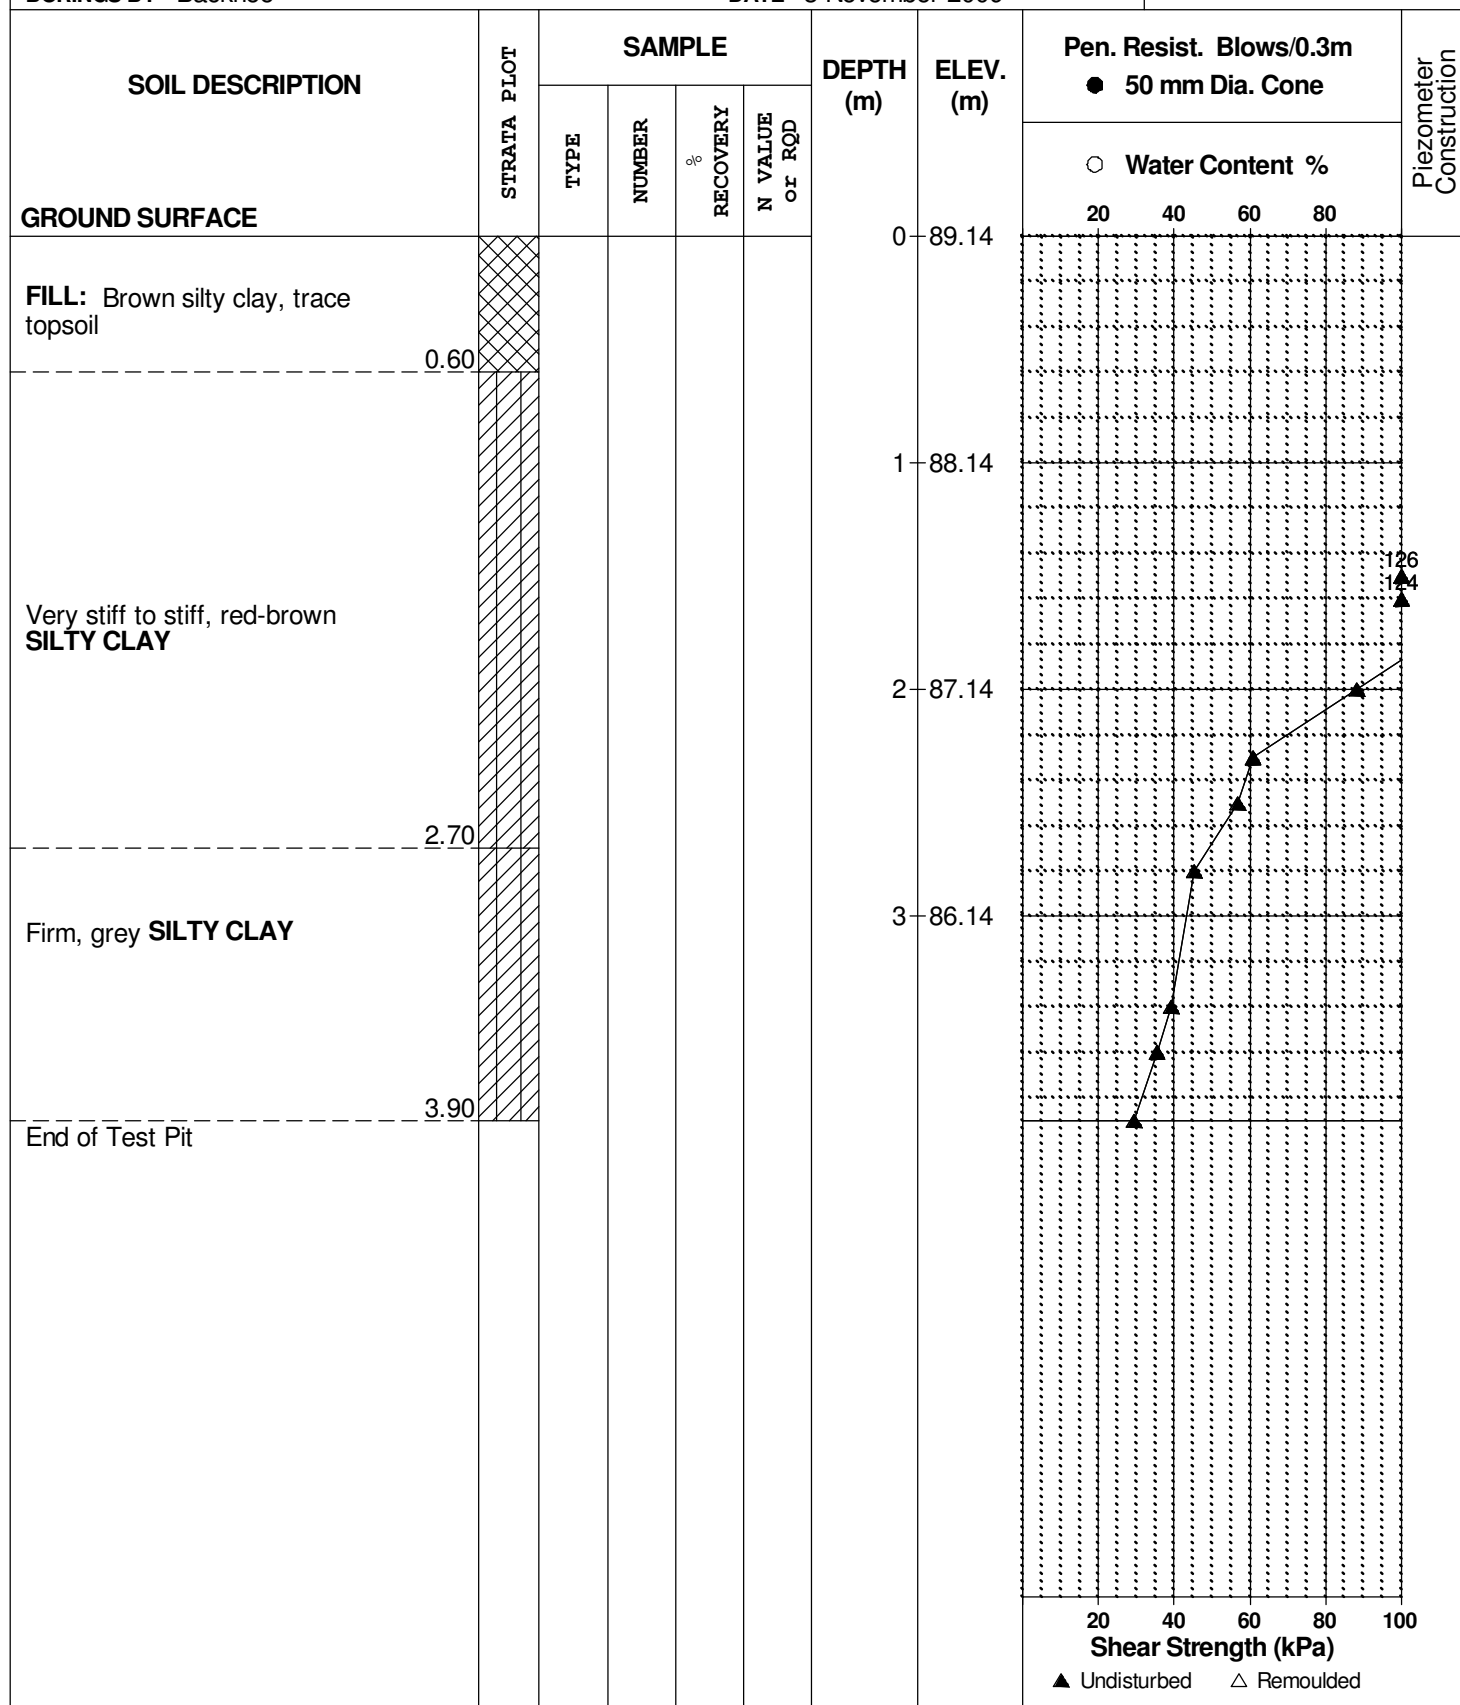 SOIL DESCRIPTION
GROUND SURFACE
STRATA PLOT
SAMPLE
TYPE
NUMBER
%
RECOVERY
N VALUE
or RQD
DEPTH
(m)
ELEV.
(m)
Pen. Resist. Blows/0.3m
● 50 mm Dia. Cone
○ Water Content %
20 40 60 80
Piezometer
Construction
0 89.14
FILL: Brown silty clay, trace
topsoil
0.60
1 88.14
126
124
Very stiff to stiff, red-brown
SILTY CLAY
2 87.14
2.70
3 86.14
Firm, grey SILTY CLAY
3.90
End of Test Pit
20 40 60 80 100
Shear Strength (kPa)
▲ Undisturbed △ Remoulded